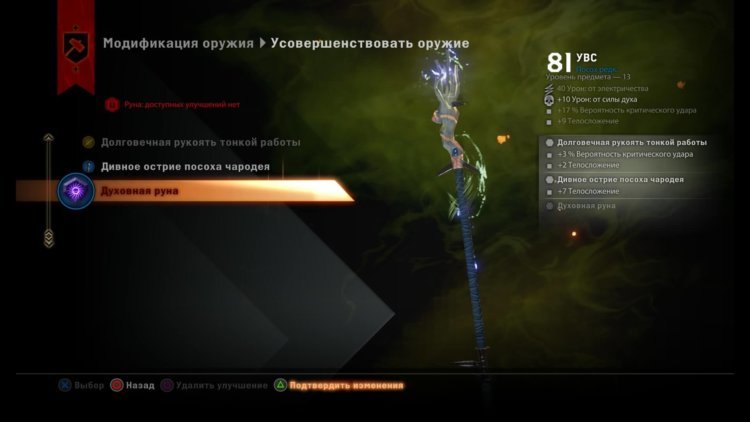 Модификация оружия ▶ Усовершенствовать оружие
Руна: доступных улучшений нет
Долговечная рукоять тонкой работы
Дивное острие посоха чародея
Духовная руна
81 УВС
Посох редк.
Уровень предмета — 13
40 Урон: от электричества
+10 Урон: от силы духа
+17 % Вероятность критического удара
+9 Телосложение
Долговечная рукоять тонкой работы
+3 % Вероятность критического удара
+2 Телосложение
Дивное острие посоха чародея
+7 Телосложение
Духовная руна
Выбор Назад Удалить улучшение Подтвердить изменения